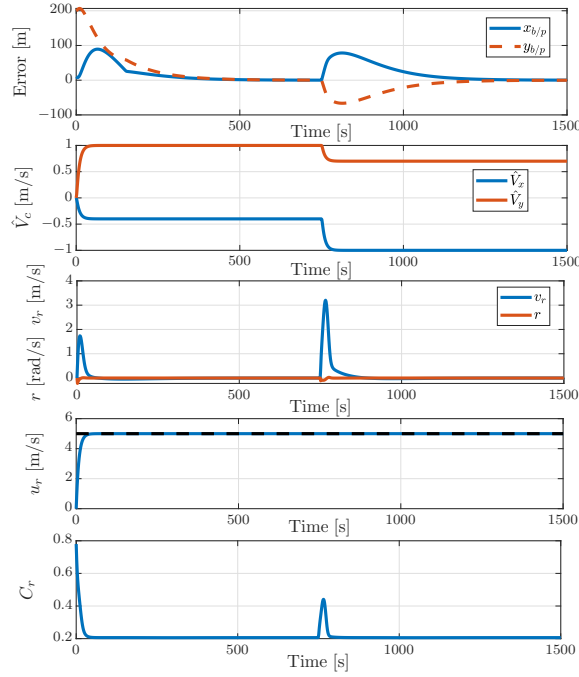 200
100
0
−100
Error [m]
x_{b/p}
y_{b/p}
0
500
1000
1500
Time [s]
1
0.5
0
−0.5
−1
V̂_c [m/s]
V̂_x
V̂_y
0
500
1000
1500
Time [s]
4
3
2
1
0
r [rad/s] v_r [m/s]
v_r
r
0
500
1000
1500
Time [s]
6
4
2
0
u_r [m/s]
0
500
1000
1500
Time [s]
0.8
0.6
0.4
0.2
C_r
0
500
1000
1500
Time [s]